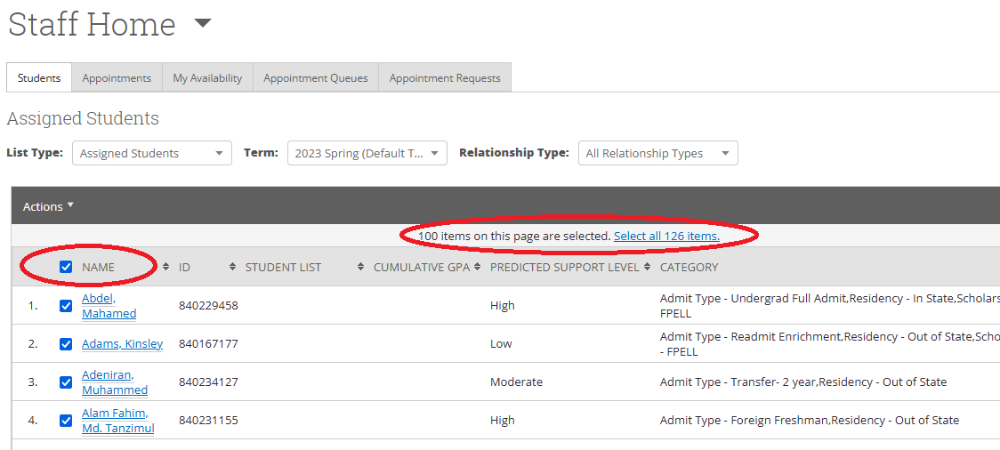 Staff Home
Students Appointments My Availability Appointment Queues Appointment Requests
Assigned Students
List Type: Assigned Students Term: 2023 Spring (Default T... Relationship Type: All Relationship Types
Actions
100 items on this page are selected. Select all 126 items.
NAME ID STUDENT LIST CUMULATIVE GPA PREDICTED SUPPORT LEVEL CATEGORY
1. Abdel, Mahamed 840229458 High Admit Type - Undergrad Full Admit,Residency - In State,Scholars
FPELL
2. Adams, Kinsley 840167177 Low Admit Type - Readmit Enrichment,Residency - Out of State,Scho
- FPELL
3. Adeniran, Muhammed 840234127 Moderate Admit Type - Transfer- 2 year,Residency - Out of State
4. Alam Fahim, Md. Tanzimul 840231155 High Admit Type - Foreign Freshman,Residency - Out of State